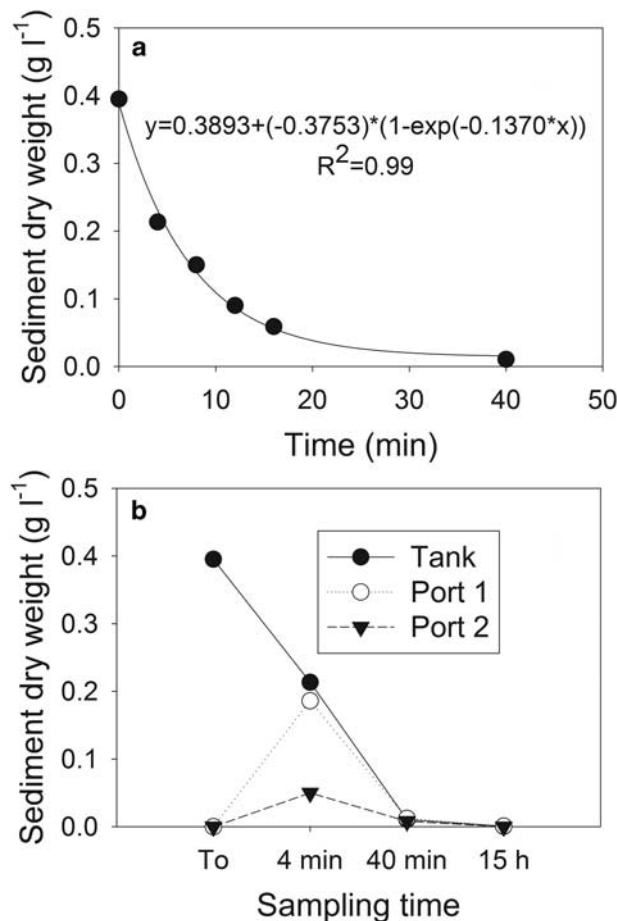 a
Sediment dry weight (g l⁻¹)
0.5
0.4
0.3
0.2
0.1
0.0
y=0.3893+(-0.3753)*(1-exp(-0.1370*x))
R²=0.99
0 10 20 30 40 50
Time (min)
b
Sediment dry weight (g l⁻¹)
0.5
0.4
0.3
0.2
0.1
0.0
Tank
Port 1
Port 2
To 4 min 40 min 15 h
Sampling time